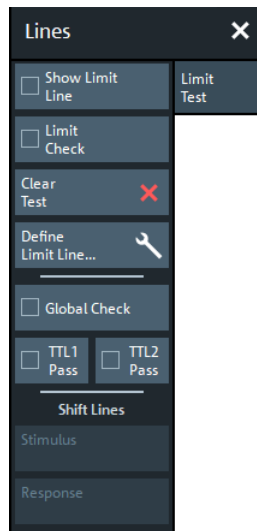 Lines
Show Limit
Line
Limit
Test
Limit
Check
Clear
Test
Define
Limit Line...
Global Check
TTL1
Pass
TTL2
Pass
Shift Lines
Stimulus
Response